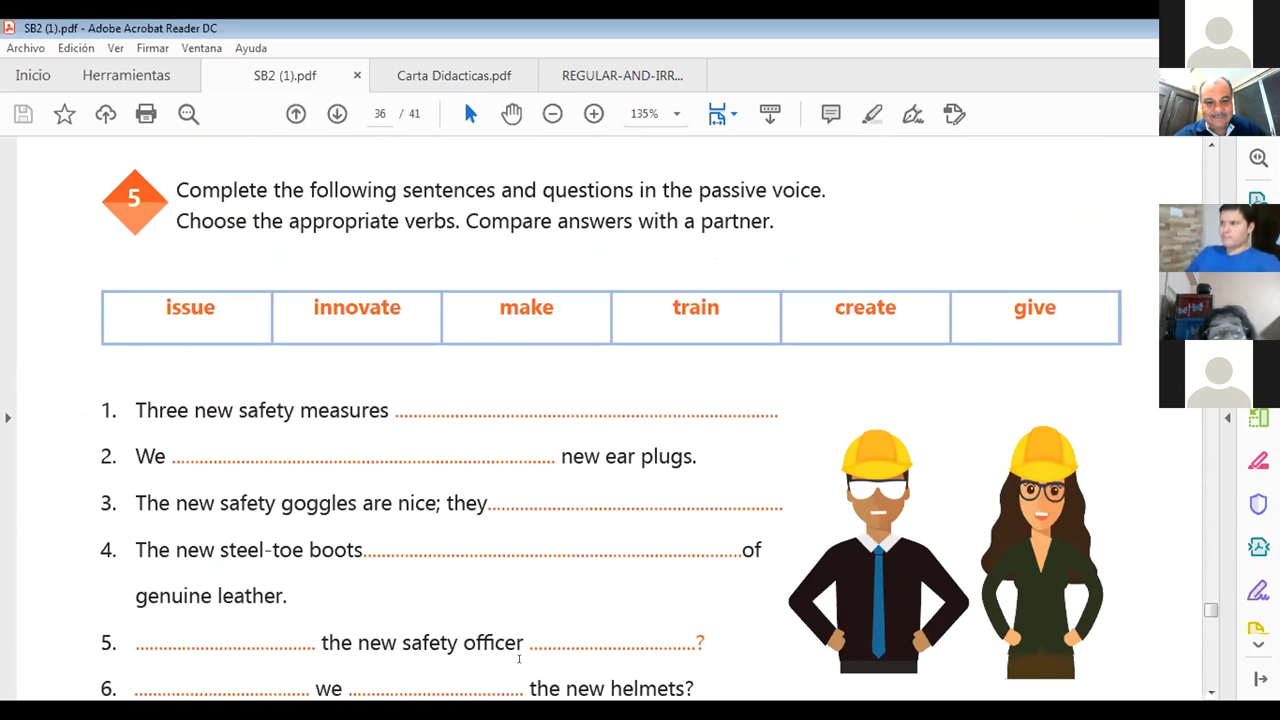 SB2 (1).pdf - Adobe Acrobat Reader DC
Archivo Edición Ver Firmar Ventana Ayuda
Inicio Herramientas SB2 (1).pdf × Carta Didacticas.pdf REGULAR-AND-IRR...
36 / 41 135%
5
Complete the following sentences and questions in the passive voice.
Choose the appropriate verbs. Compare answers with a partner.
issue innovate make train create give
1. Three new safety measures ................................................................................
2. We ................................................................................ new ear plugs.
3. The new safety goggles are nice; they..............................................................
4. The new steel-toe boots................................................................................of
genuine leather.
5. ...................................... the new safety officer ...................................?
6. ..................................... we ..................................... the new helmets?